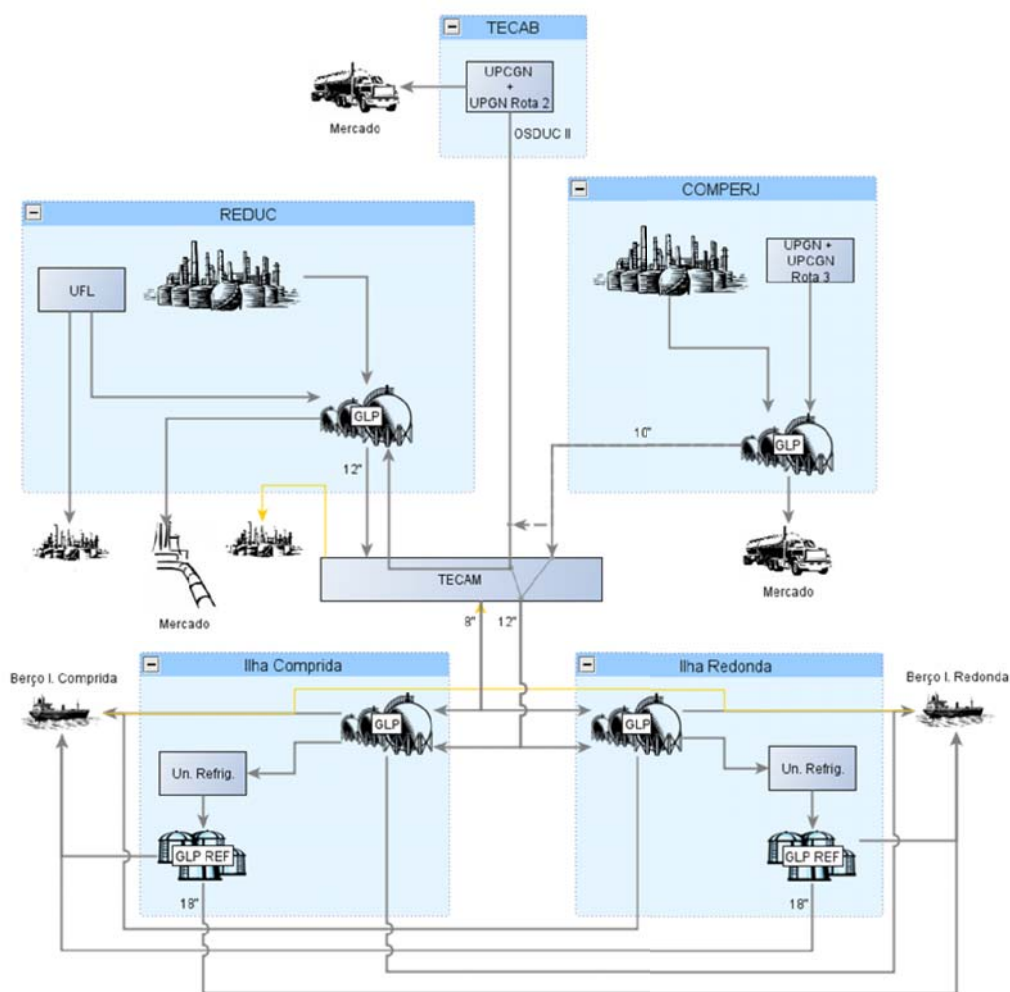 TECAB
UPCGN
+
UPGN Rota 2
Mercado
OSDUC II
REDUC
COMPERJ
UFL
UPGN +
UPCGN
Rota 3
GLP
12"
10"
GLP
TECAM
Mercado
Mercado
8"
12"
Ilha Comprida
Ilha Redonda
Berço I. Comprida
Berço I. Redonda
GLP
GLP
Un. Refrig.
Un. Refrig.
GLP REF
GLP REF
18"
18"